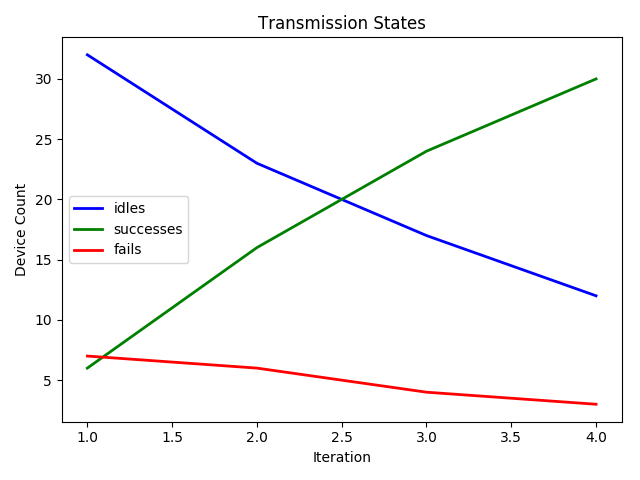 Transmission States
Device Count
30
25
20
15
10
5
idles
successes
fails
1.0 1.5 2.0 2.5 3.0 3.5 4.0
Iteration